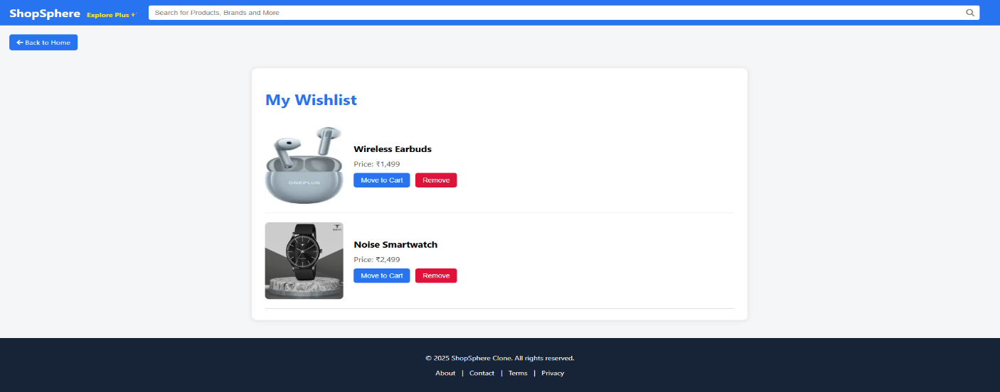 ShopSphere Explore Plus
Search for Products, Brands and More
Back to Home
My Wishlist
ONEPLUS
Wireless Earbuds
Price: ₹1,499
Move to Cart Remove
Noise Smartwatch
Price: ₹2,499
Move to Cart Remove
© 2025 ShopSphere Clone. All rights reserved.
About | Contact | Terms | Privacy